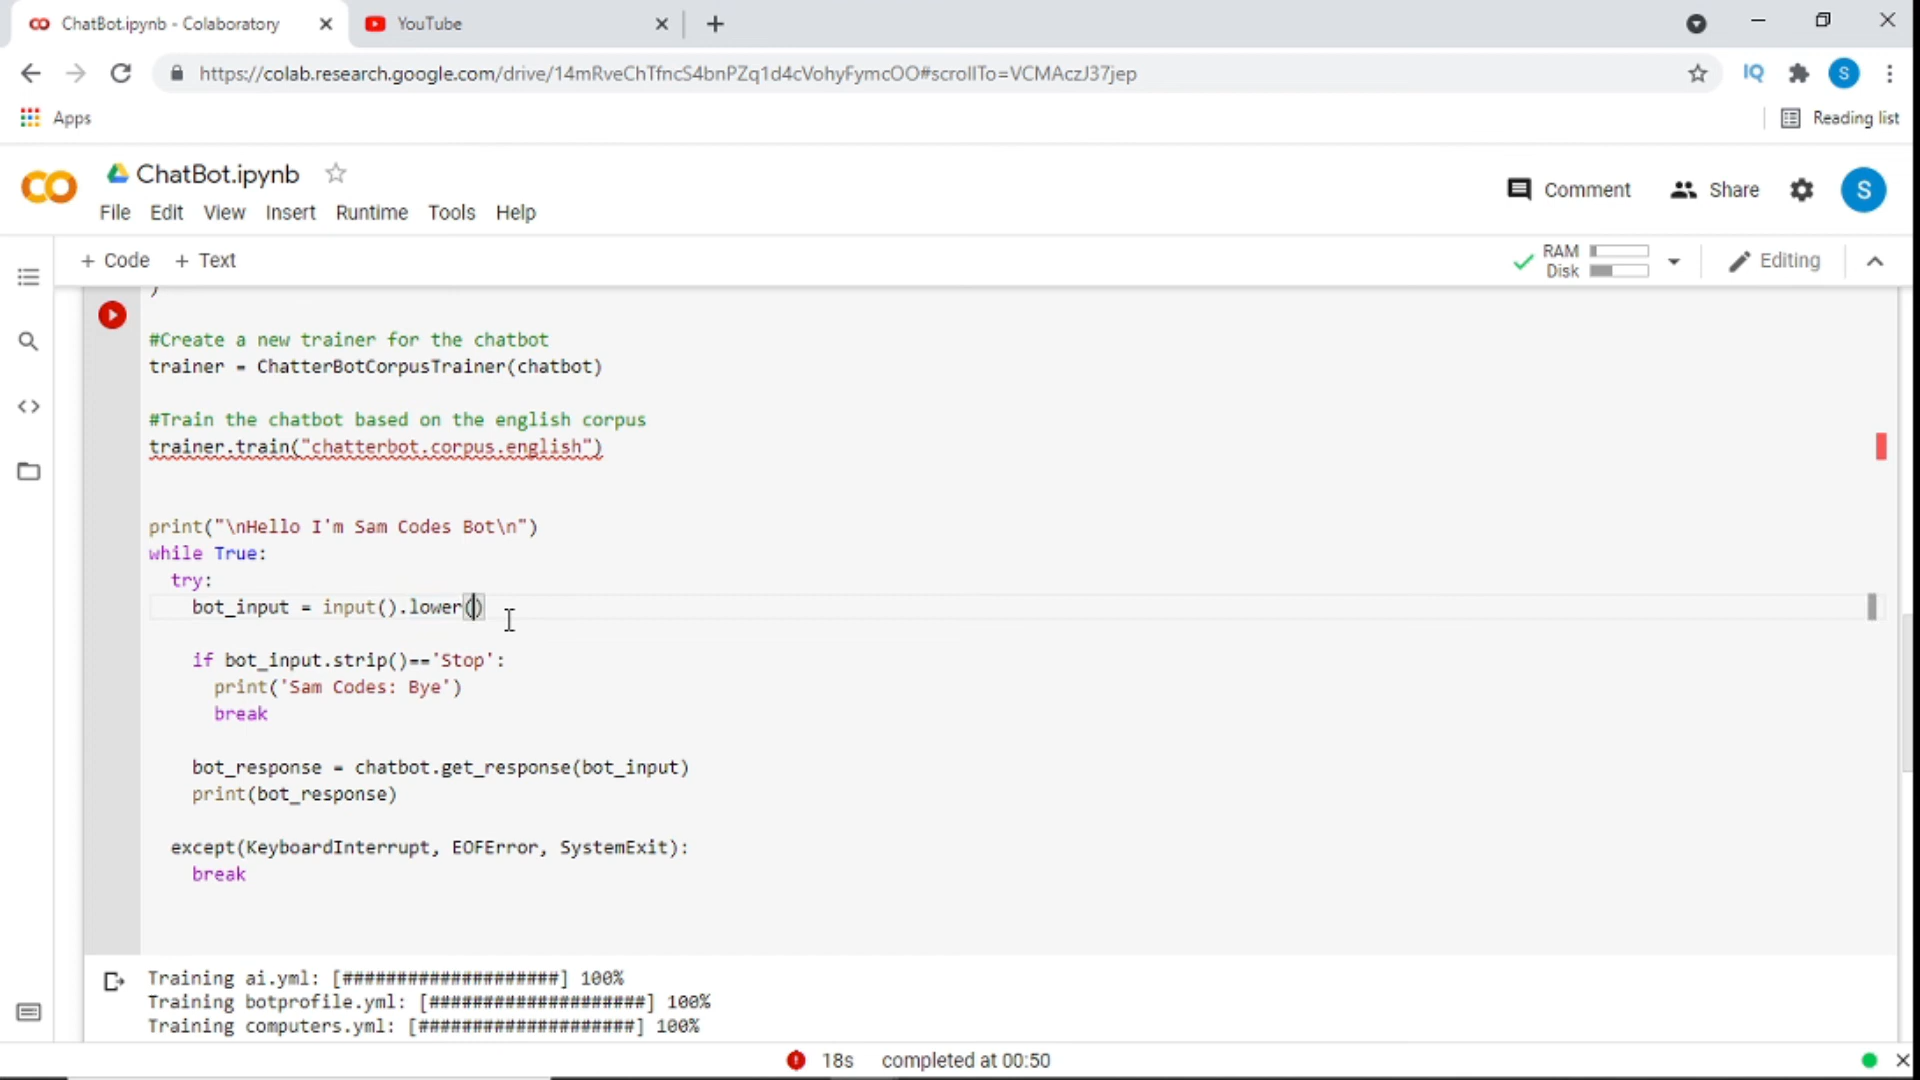 ChatBot.ipynb - Colaboratory
YouTube
https://colab.research.google.com/drive/14mRveChTfncS4bnPZq1d4cVohyFymcOO#scrollTo=VCMAczJ37jep
IQ
S
Apps
Reading list
CO
ChatBot.ipynb
Comment
Share
S
File Edit View Insert Runtime Tools Help
+ Code + Text
RAM
Disk
Editing
)
#Create a new trainer for the chatbot
trainer = ChatterBotCorpusTrainer(chatbot)
#Train the chatbot based on the english corpus
trainer.train("chatterbot.corpus.english")
print("\nHello I'm Sam Codes Bot\n")
while True:
try:
bot_input = input().lower()
if bot_input.strip()=='Stop':
print('Sam Codes: Bye')
break
bot_response = chatbot.get_response(bot_input)
print(bot_response)
except(KeyboardInterrupt, EOFError, SystemExit):
break
Training ai.yml: [####################] 100%
Training botprofile.yml: [####################] 100%
Training computers.yml: [####################] 100%
18s completed at 00:50